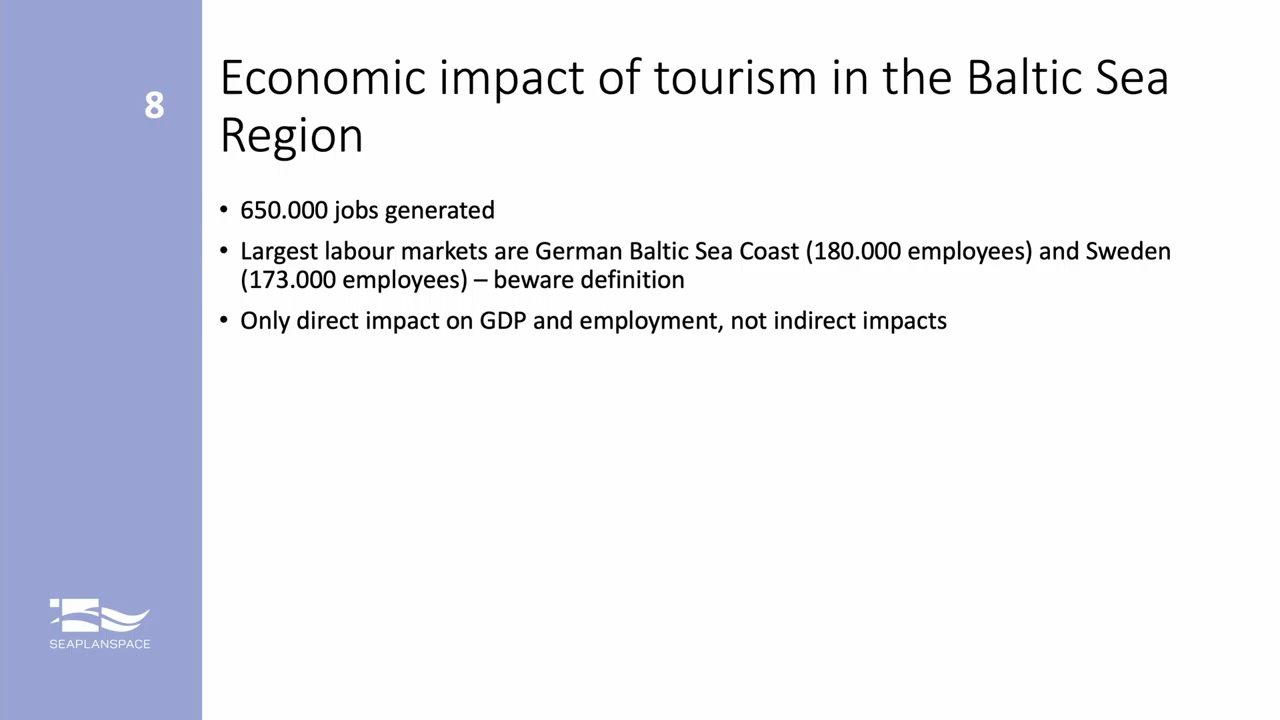 8
Economic impact of tourism in the Baltic Sea
Region
• 650.000 jobs generated
• Largest labour markets are German Baltic Sea Coast (180.000 employees) and Sweden
(173.000 employees) – beware definition
• Only direct impact on GDP and employment, not indirect impacts
SEAPLANSPACE